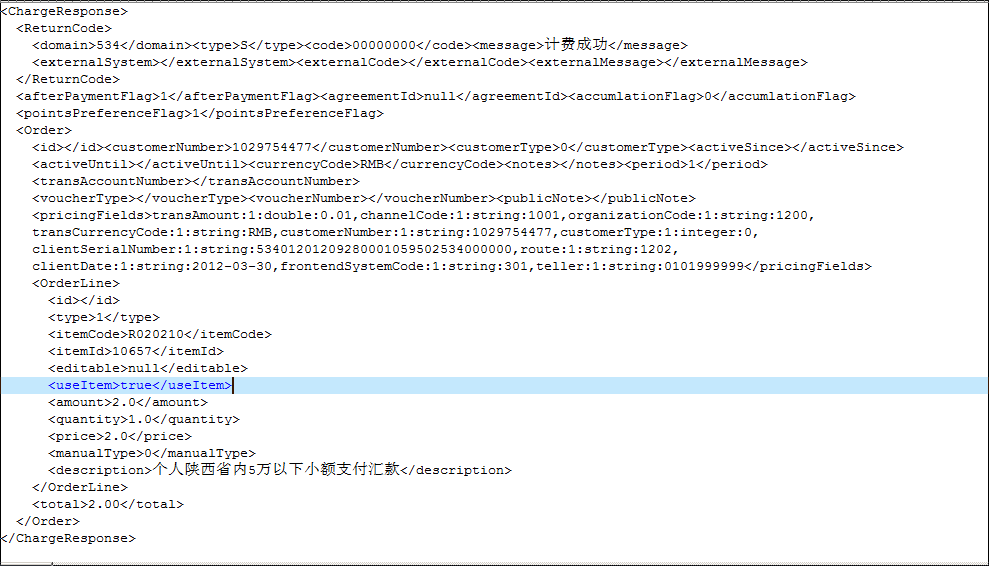 <ChargeResponse>
<ReturnCode>
<domain>534</domain><type>S</type><code>00000000</code><message>计费成功</message>
<externalSystem></externalSystem><externalCode></externalCode><externalMessage></externalMessage>
</ReturnCode>
<afterPaymentFlag>1</afterPaymentFlag><agreementId>null</agreementId><accumlationFlag>0</accumlationFlag>
<pointsPreferenceFlag>1</pointsPreferenceFlag>
<Order>
<id></id><customerNumber>1029754477</customerNumber><customerType>0</customerType><activeSince></activeSince>
<activeUntil></activeUntil><currencyCode>RMB</currencyCode><notes></notes><period>1</period>
<transAccountNumber></transAccountNumber>
<voucherType></voucherType><voucherNumber></voucherNumber><publicNote></publicNote>
<pricingFields>transAmount:1:double:0.01,channelCode:1:string:1001,organizationCode:1:string:1200,
transCurrencyCode:1:string:RMB,customerNumber:1:string:1029754477,customerType:1:integer:0,
clientSerialNumber:1:string:53401201209280001059502534000000,route:1:string:1202,
clientDate:1:string:2012-03-30,frontendSystemCode:1:string:301,teller:1:string:0101999999</pricingFields>
<OrderLine>
<id></id>
<type>1</type>
<itemCode>R020210</itemCode>
<itemId>10657</itemId>
<editable>null</editable>
<useItem>true</useItem>
<amount>2.0</amount>
<quantity>1.0</quantity>
<price>2.0</price>
<manualType>0</manualType>
<description>个人陕西省内5万以下小额支付汇款</description>
</OrderLine>
<total>2.00</total>
</Order>
</ChargeResponse>